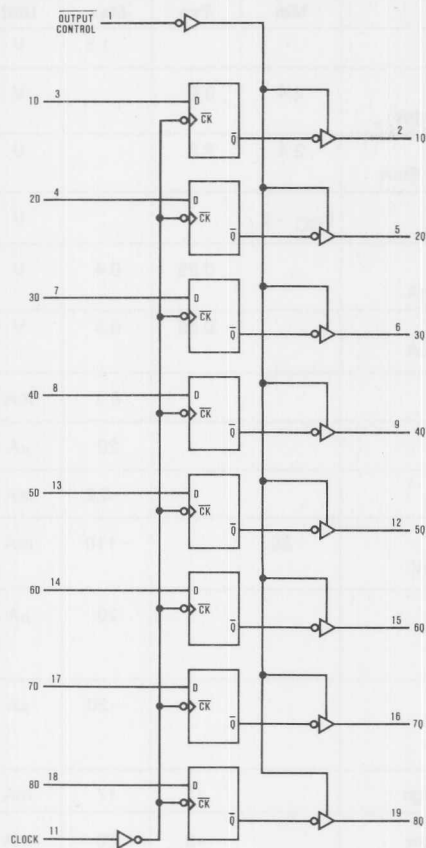 OUTPUT
CONTROL 1
1D 3 D
CK
Q 2 1Q
2D 4 D
CK
Q 5 2Q
3D 7 D
CK
Q 6 3Q
4D 8 D
CK
Q 9 4Q
5D 13 D
CK
Q 12 5Q
6D 14 D
CK
Q 15 6Q
7D 17 D
CK
Q 16 7Q
8D 18 D
CK
Q 19 8Q
CLOCK 11